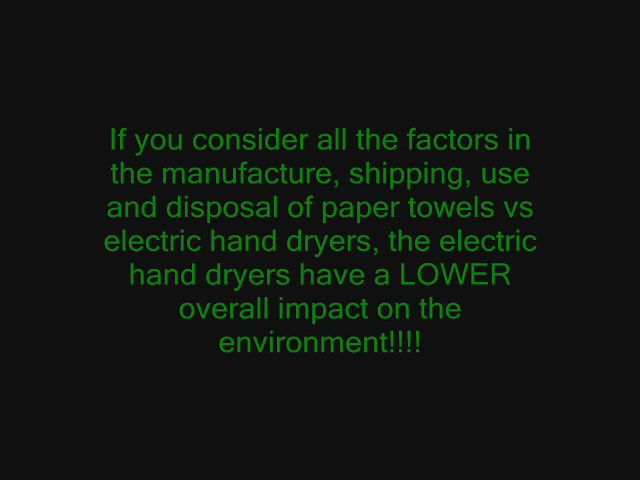 If you consider all the factors in
the manufacture, shipping, use
and disposal of paper towels vs
electric hand dryers, the electric
hand dryers have a LOWER
overall impact on the
environment!!!!